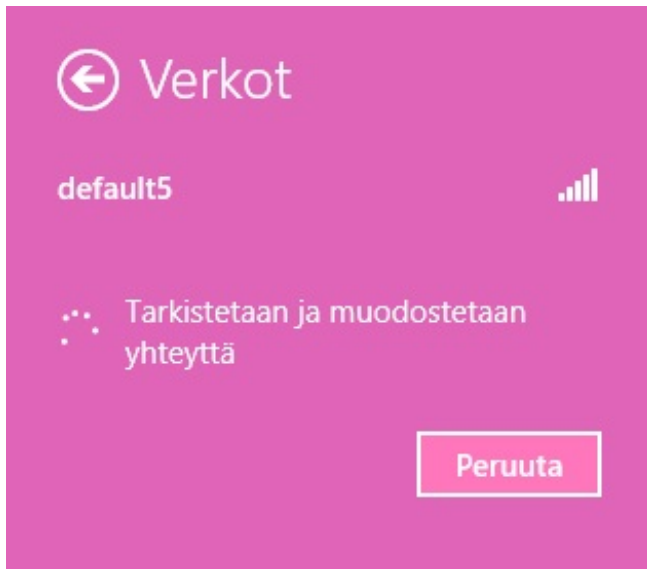 Verkot
default5
Tarkistetaan ja muodostetaan
yhteyttä
Peruuta